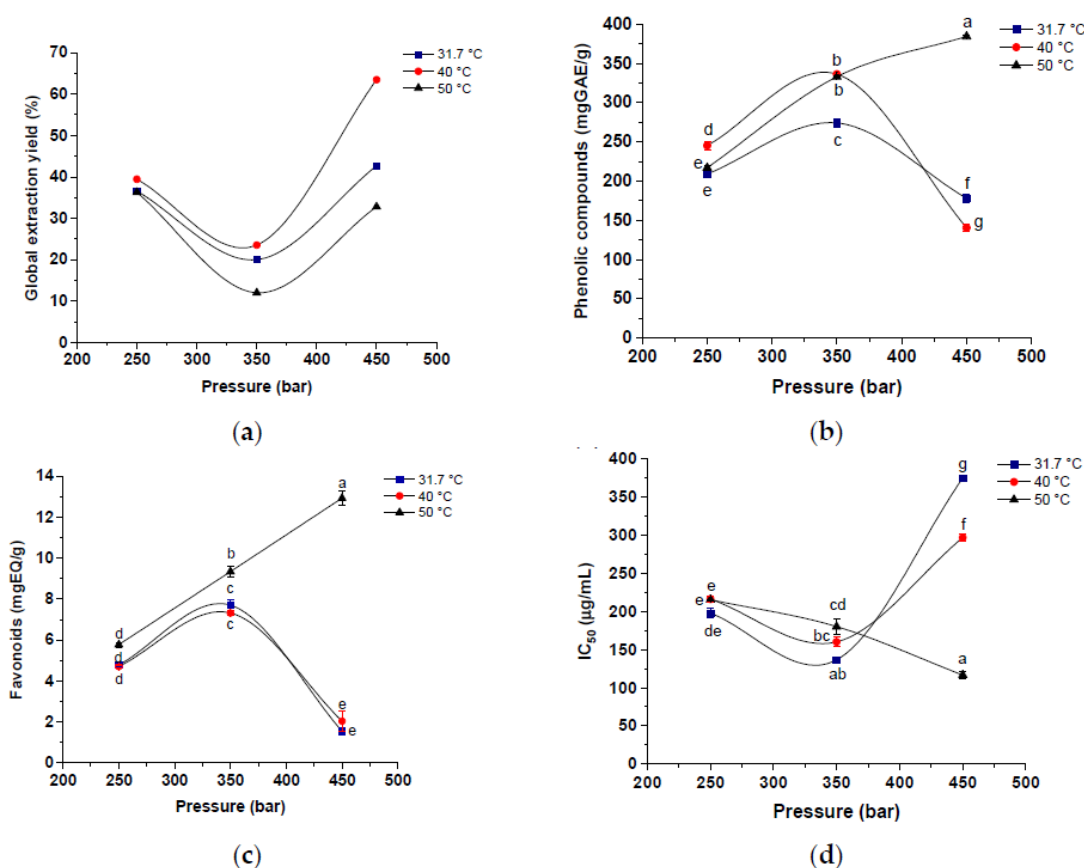 31.7 °C
40 °C
50 °C
70
60
50
40
30
20
10
0
200 250 300 350 400 450 500
Global extraction yield (%)
Pressure (bar)
(a)
31.7 °C
40 °C
50 °C
400
350
300
250
200
150
100
50
0
200 250 300 350 400 450 500
Phenolic compounds (mgGAE/g)
Pressure (bar)
a
b
b
d
c
e
e
f
g
(b)
31.7 °C
40 °C
50 °C
14
12
10
8
6
4
2
0
200 250 300 350 400 450 500
Favonoids (mgEQ/g)
Pressure (bar)
a
b
c
c
d
d
d
e
e
(c)
31.7 °C
40 °C
50 °C
400
350
300
250
200
150
100
50
0
200 250 300 350 400 450 500
IC50 (µg/mL)
Pressure (bar)
g
f
e
e
de
cd
bc
ab
a
(d)